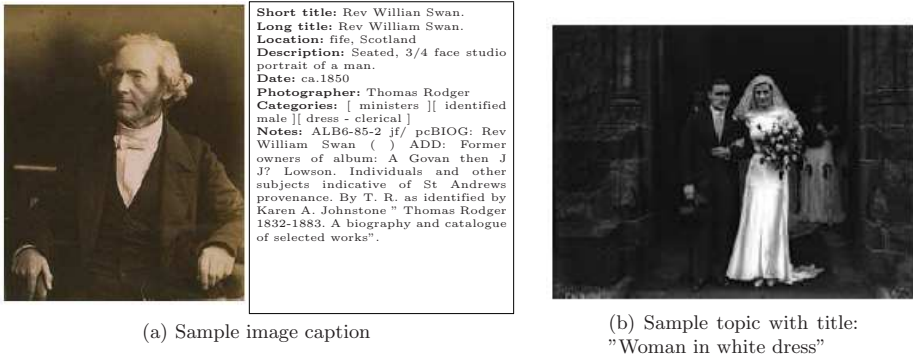 Short title: Rev Willian Swan.
Long title: Rev William Swan.
Location: fife, Scotland
Description: Seated, 3/4 face studio
portrait of a man.
Date: ca.1850
Photographer: Thomas Rodger
Categories: [ ministers ][ identified
male ][ dress - clerical ]
Notes: ALB6-85-2 jf/ pcBIOG: Rev
William Swan ( ) ADD: Former
owners of album: A Govan then J
J? Lowson. Individuals and other
subjects indicative of St Andrews
provenance. By T. R. as identified by
Karen A. Johnstone ” Thomas Rodger
1832-1883. A biography and catalogue
of selected works”.
(a) Sample image caption
(b) Sample topic with title:
”Woman in white dress”